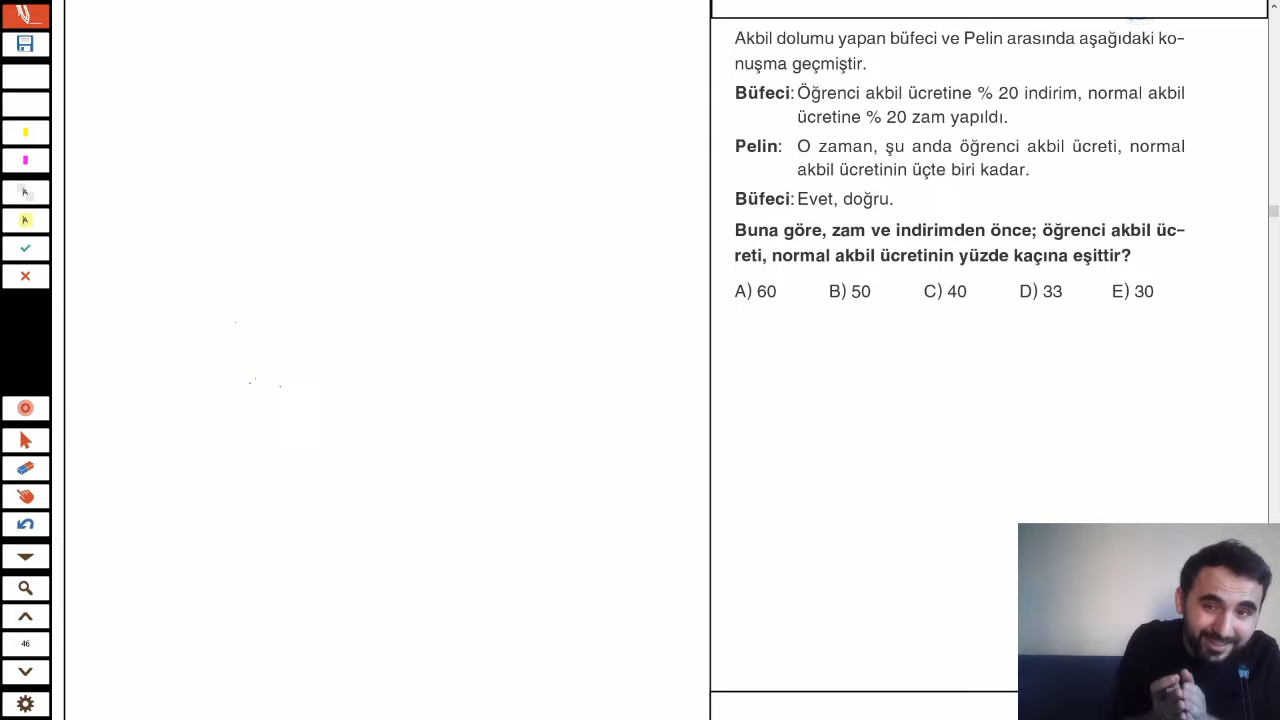 Akbil dolumu yapan büfeci ve Pelin arasında aşağıdaki ko-
nuşma geçmiştir.
Büfeci: Öğrenci akbil ücretine % 20 indirim, normal akbil
ücretine % 20 zam yapıldı.
Pelin: O zaman, şu anda öğrenci akbil ücreti, normal
akbil ücretinin üçte biri kadar.
Büfeci: Evet, doğru.
Buna göre, zam ve indirimden önce; öğrenci akbil üc-
reti, normal akbil ücretinin yüzde kaçına eşittir?
A) 60 B) 50 C) 40 D) 33 E) 30
A
A
46